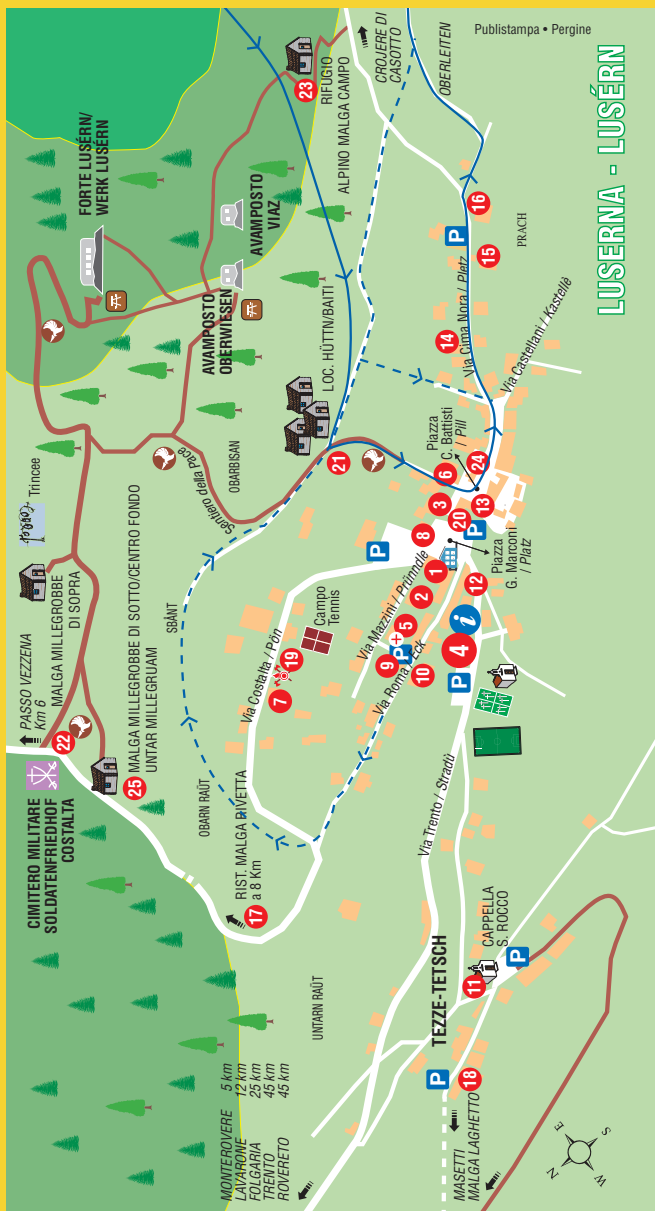 Publistampa • Pergine
LUSERNA - LUSÉRN
CROJERE DI
CASOTTO
OBERLEITEN
23
RIFUGIO
ALPINO MALGA CAMPO
FORTE LUSÉRN/
WERK LUSÉRN
AVAMPOSTO
VIAZ
AVAMPOSTO
OBERWIESEN
LOC. HÜTTN/BAITI
Trincee
MALGA MILLEGROBBE
DI SOPRA
PASSO VEZZENA
Km 6
22
CIMITERO MILITARE
SOLDATENFRIEDHOF
COSTALTA
25
MALGA MILLEGROBBE DI SOTTO/CENTRO FONDO
UNTAR MILLEGRUAM
Sentiero della Pace
OBARBISAN
21
SBÀNT
OBARN RAÜT
RIST. MALGA RIVETTA
a 8 Km
17
UNTARN RAÜT
Via Costalta / Pön
7
19
Campo
Tennis
P
Via Mazzini / Prünndle
Via Roma / Eck
9
P
5
2
1
10
8
3
6
20
13
24
P
12
i
4
P
Piazza
C. Battisti
/ Pill
Piazza
G. Marconi
/ Platz
Via Castellani / Kastellè
Via Cima Nora / Pletz
14
P
15
16
PRACH
Via Trento / Stradù
TEZZE-TETSCH
11
CAPPELLA
S. ROCCO
P
P
18
MASETTI
MALGA LAGHETTO
MONTEROVERE 5 km
LAVARONE 12 km
FOLGARIA 25 km
TRENTO 45 km
ROVERETO 45 km
N
E
S
W